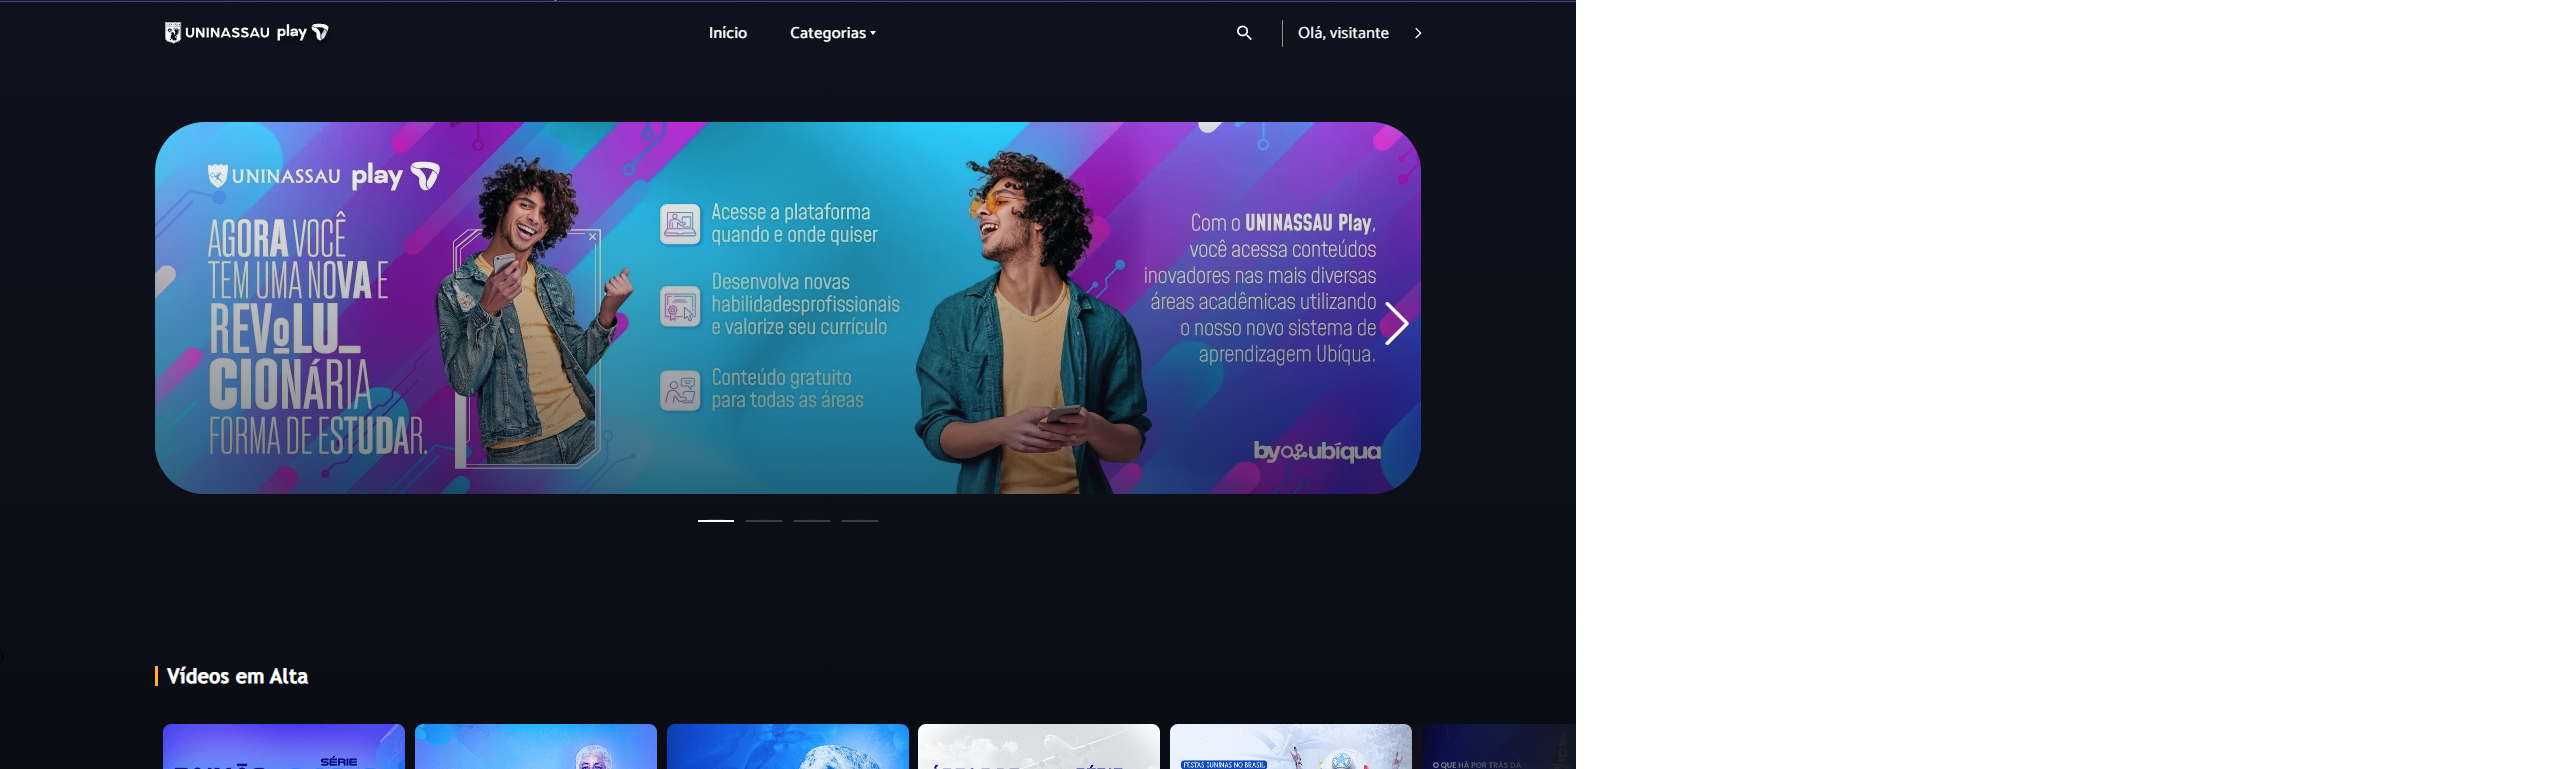 UNINASSAU play
Início
Categorias
Olá, visitante
UNINASSAU play
AGORA VOCÊ
TEM UMA NOVA E
REVoLU_
CIONÁRIA
FORMA DE ESTUDAR.
Acesse a plataforma
quando e onde quiser
Desenvolva novas
habilidadesprofissionais
e valorize seu currículo
Conteúdo gratuito
para todas as áreas
Com o UNINASSAU Play,
você acessa conteúdos
inovadores nas mais diversas
áreas acadêmicas utilizando
o nosso novo sistema de
aprendizagem Ubíqua.
by ubíqua
Vídeos em Alta
SÉRIE
FESTAS JUNINAS NO BRASIL
O QUE HÁ POR TRÁS DA